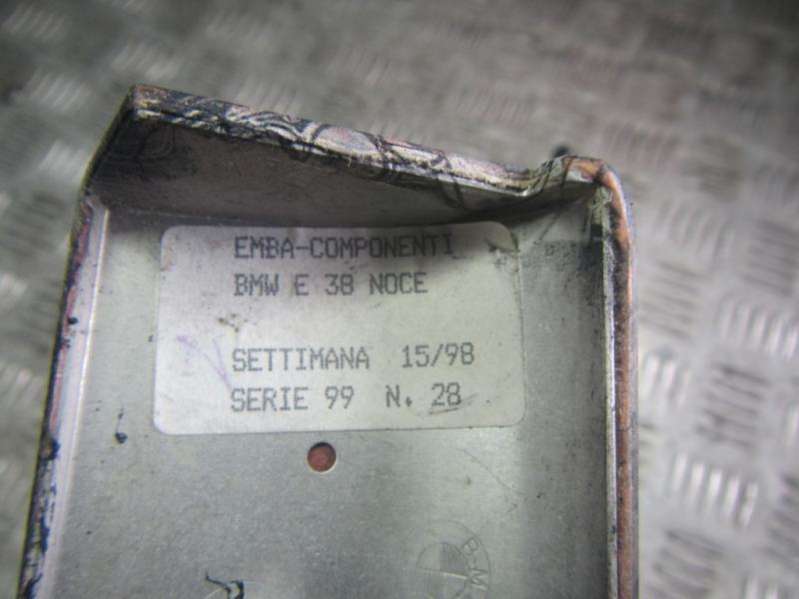 EMBA-COMPONENTI
BMW E 38 NOCE
SETTIMANA 15/98
SERIE 99 N. 28